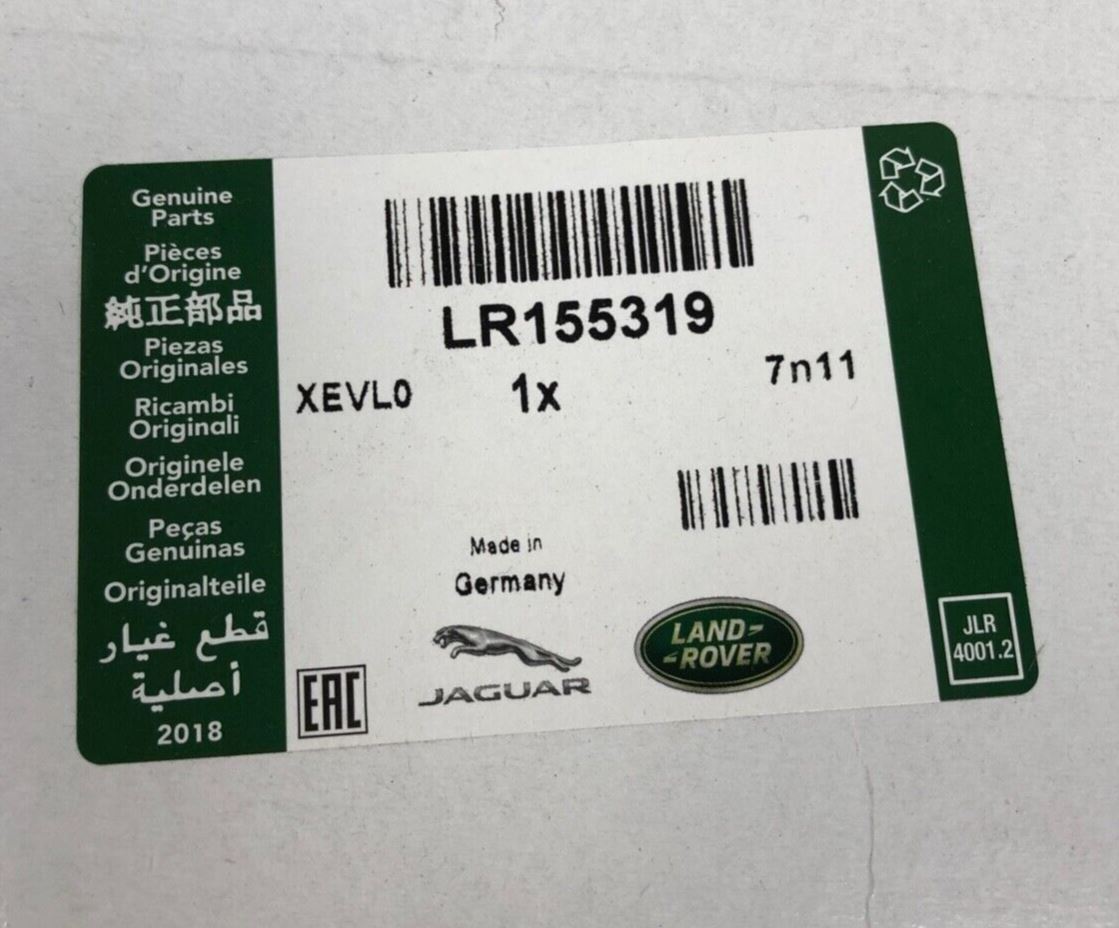 Genuine
Parts
Pièces
d'Origine
純正部品
Piezas
Originales
Ricambi
Originali
Originele
Onderdelen
Peças
Genuinas
Originalteile
قطع غيار
أصلية
2018
LR155319
XEVL0 1x 7n11
Made in
Germany
EAC
JAGUAR
LAND-
-ROVER
JLR
4001.2